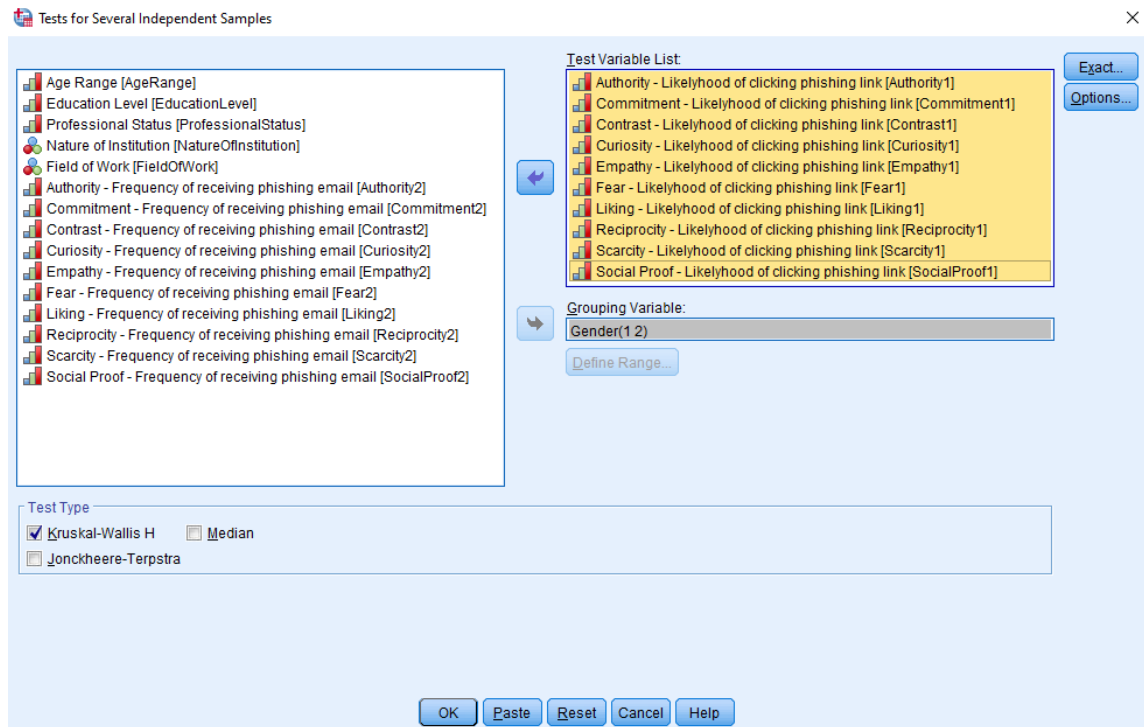 Tests for Several Independent Samples
Age Range [AgeRange]
Education Level [EducationLevel]
Professional Status [ProfessionalStatus]
Nature of Institution [NatureOfInstitution]
Field of Work [FieldOfWork]
Authority - Frequency of receiving phishing email [Authority2]
Commitment - Frequency of receiving phishing email [Commitment2]
Contrast - Frequency of receiving phishing email [Contrast2]
Curiosity - Frequency of receiving phishing email [Curiosity2]
Empathy - Frequency of receiving phishing email [Empathy2]
Fear - Frequency of receiving phishing email [Fear2]
Liking - Frequency of receiving phishing email [Liking2]
Reciprocity - Frequency of receiving phishing email [Reciprocity2]
Scarcity - Frequency of receiving phishing email [Scarcity2]
Social Proof - Frequency of receiving phishing email [SocialProof2]
Test Variable List:
Authority - Likelyhood of clicking phishing link [Authority1]
Commitment - Likelyhood of clicking phishing link [Commitment1]
Contrast - Likelyhood of clicking phishing link [Contrast1]
Curiosity - Likelyhood of clicking phishing link [Curiosity1]
Empathy - Likelyhood of clicking phishing link [Empathy1]
Fear - Likelyhood of clicking phishing link [Fear1]
Liking - Likelyhood of clicking phishing link [Liking1]
Reciprocity - Likelyhood of clicking phishing link [Reciprocity1]
Scarcity - Likelyhood of clicking phishing link [Scarcity1]
Social Proof - Likelyhood of clicking phishing link [SocialProof1]
Grouping Variable:
Gender(1 2)
Define Range...
Exact...
Options...
Test Type
Kruskal-Wallis H Median
Jonckheere-Terpstra
OK Paste Reset Cancel Help